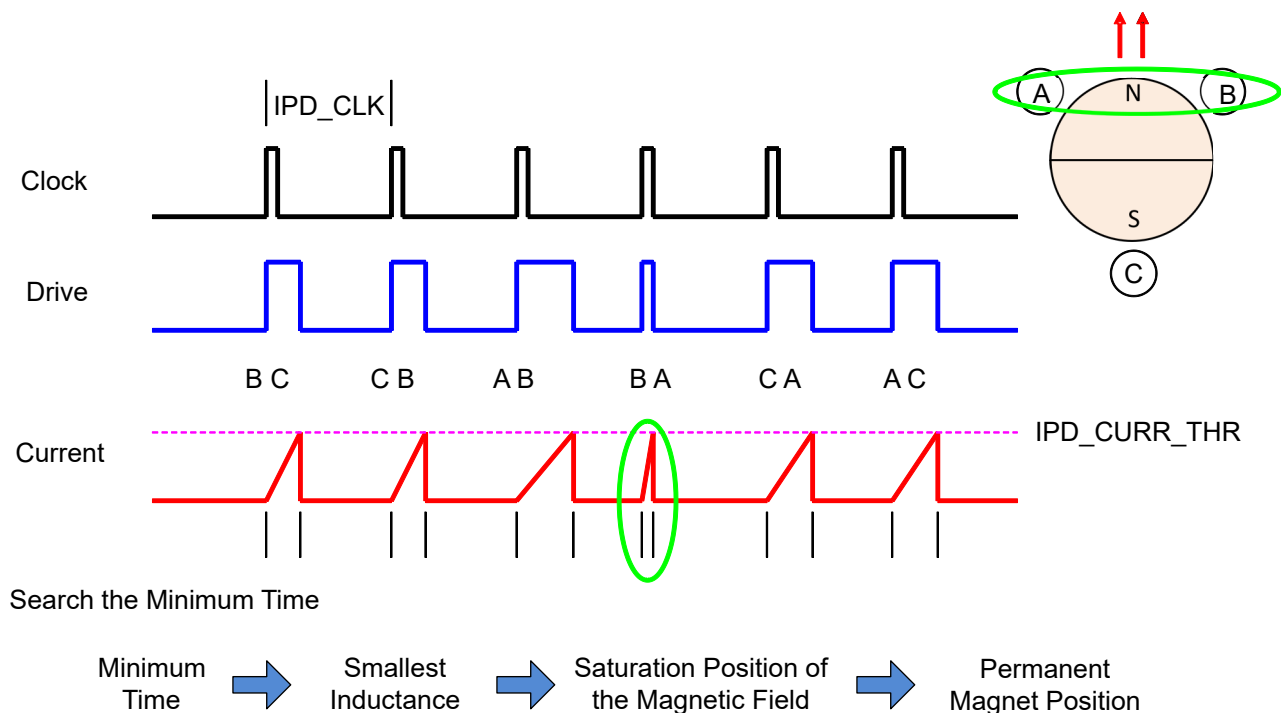 IPD_CLK
A
N
B
Clock
S
C
Drive
B C
C B
A B
B A
C A
A C
IPD_CURR_THR
Current
Search the Minimum Time
Minimum
Time
Smallest
Inductance
Saturation Position of
the Magnetic Field
Permanent
Magnet Position